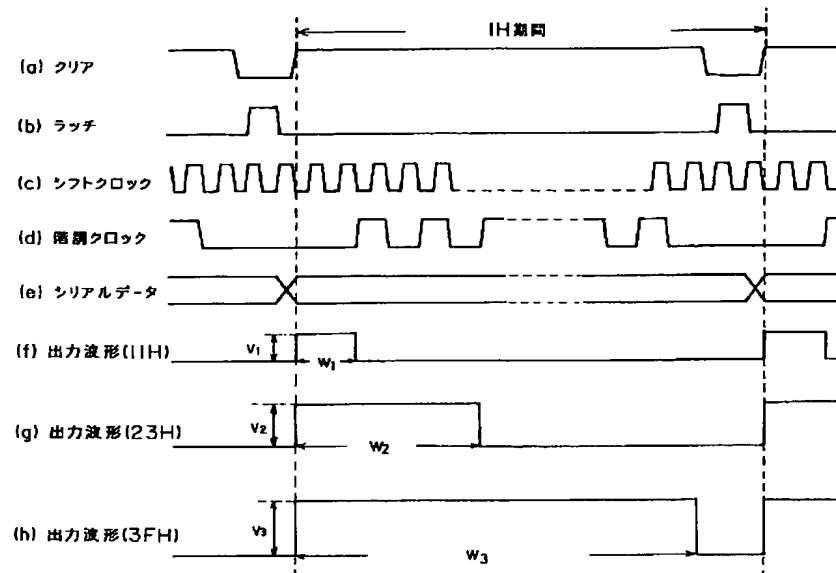 1H期間
(a) クリア
(b) ラッチ
(c) シフトクロック
(d) 階調クロック
(e) シリアルデータ
(f) 出力波形(11H)
V1
W1
(g) 出力波形(23H)
V2
W2
(h) 出力波形(3FH)
V3
W3